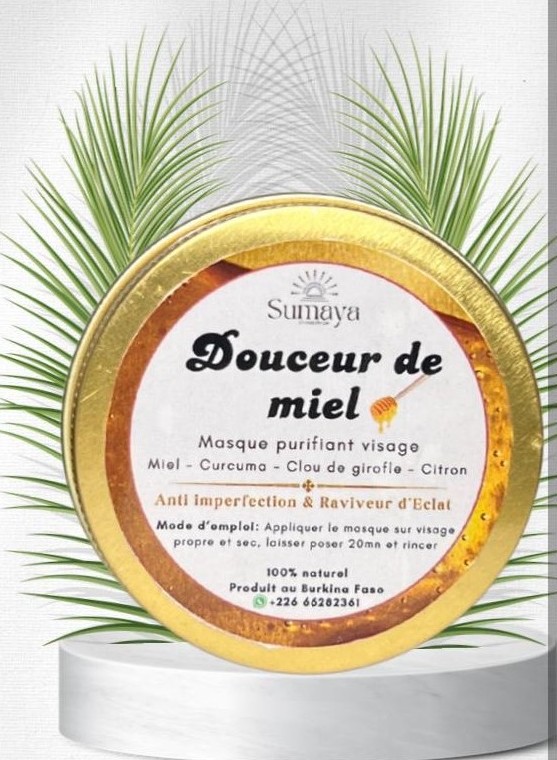 Sumaya
Douceur de
miel
Masque purifiant visage
Miel - Curcuma - Clou de girofle - Citron
Anti imperfection & Raviveur d'Eclat
Mode d'emploi: Appliquer le masque sur visage
propre et sec, laisser poser 20mn et rincer
100% naturel
Produit au Burkina Faso
+226 66282361